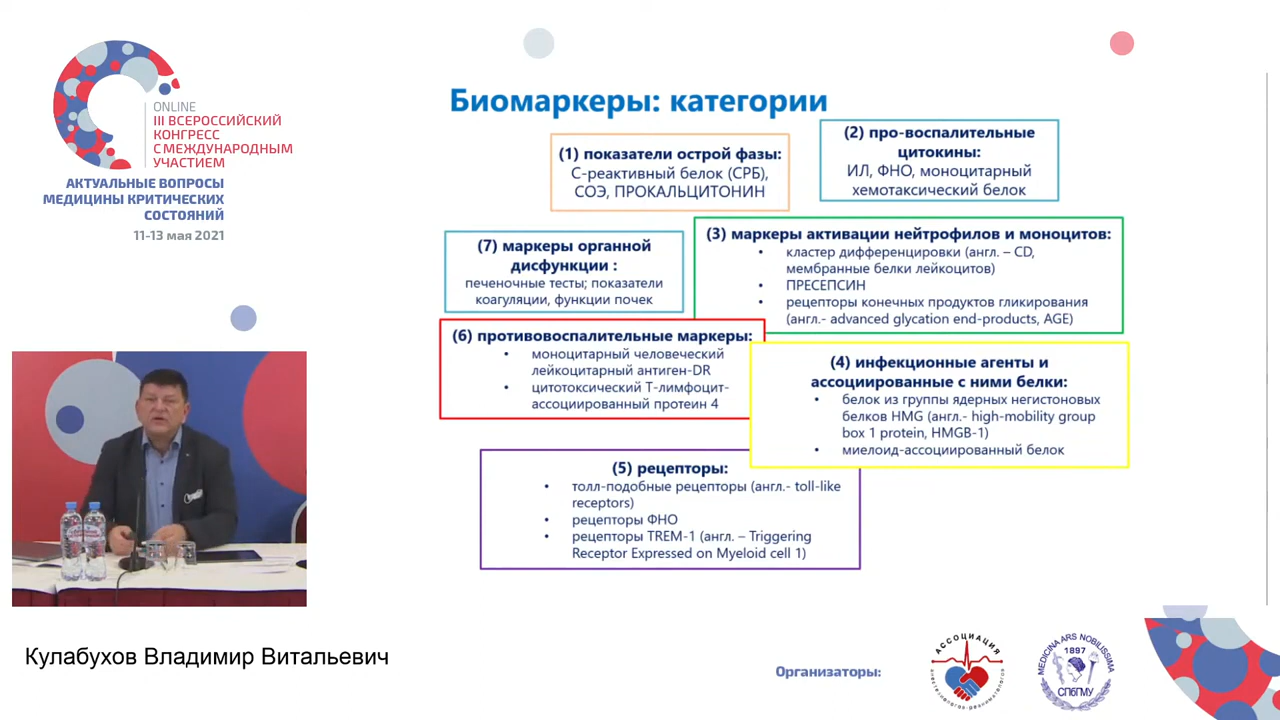 ONLINE
III ВСЕРОССИЙСКИЙ
КОНГРЕСС
С МЕЖДУНАРОДНЫМ
УЧАСТИЕМ
АКТУАЛЬНЫЕ ВОПРОСЫ
МЕДИЦИНЫ КРИТИЧЕСКИХ
СОСТОЯНИЙ
11-13 мая 2021
Биомаркеры: категории
(1) показатели острой фазы:
С-реактивный белок (СРБ),
СОЭ, ПРОКАЛЬЦИТОНИН
(2) про-воспалительные
цитокины:
ИЛ, ФНО, моноцитарный
хемотаксический белок
(3) маркеры активации нейтрофилов и моноцитов:
• кластер дифференцировки (англ. – CD,
мембранные белки лейкоцитов)
• ПРЕСЕПСИН
• рецепторы конечных продуктов гликирования
(англ.- advanced glycation end-products, AGE)
(7) маркеры органной
дисфункции :
печеночные тесты; показатели
коагуляции, функции почек
(6) противовоспалительные маркеры:
• моноцитарный человеческий
лейкоцитарный антиген-DR
• цитотоксический Т-лимфоцит-
ассоциированный протеин 4
(4) инфекционные агенты и
ассоциированные с ними белки:
• белок из группы ядерных негистоновых
белков HMG (англ.- high-mobility group
box 1 protein, HMGB-1)
• миелоид-ассоциированный белок
(5) рецепторы:
• толл-подобные рецепторы (англ.- toll-like
receptors)
• рецепторы ФНО
• рецепторы TREM-1 (англ. – Triggering
Receptor Expressed on Myeloid cell 1)
Кулабухов Владимир Витальевич
Организаторы:
АССОЦИАЦИЯ
анестезиологов-реаниматологов
MEDICINA ARS NOBILISSIMA
1897
СПбГМУ